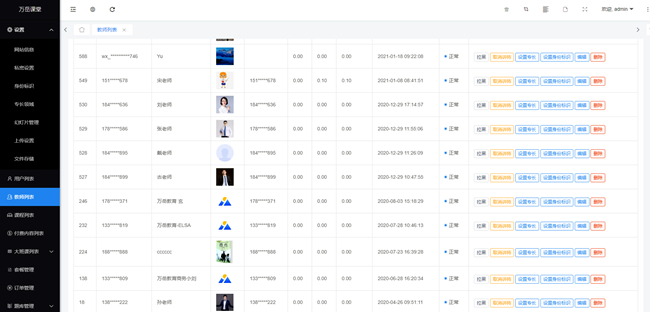 万岳课堂
欢迎, admin
设置
教师列表
网站信息
私密设置
身份标识
专长领域
幻灯片管理
上传设置
文件存储
用户列表
教师列表
课程列表
付费内容列表
大班课列表
套餐管理
订单管理
题库管理
588 wx_********746 Yu 0.00 0.00 0.00 2021-01-18 09:22:08 正常 拉黑 取消讲师 设置专长 设置身份标识 编辑 删除
549 151****678 宋老师 151****678 0.00 0.10 0.10 2021-01-08 08:41:51 正常 拉黑 取消讲师 设置专长 设置身份标识 编辑 删除
530 184****636 刘老师 184****636 0.00 0.00 0.00 2020-12-29 17:14:57 正常 拉黑 取消讲师 设置专长 设置身份标识 编辑 删除
529 178****586 张老师 178****586 0.00 0.00 0.00 2020-12-29 11:55:06 正常 拉黑 取消讲师 设置专长 设置身份标识 编辑 删除
528 184****895 184****895 0.00 0.00 0.00 2020-12-29 11:26:09 正常 拉黑 取消讲师 设置专长 设置身份标识 编辑 删除
527 184****899 古老师 184****899 0.00 0.00 0.00 2020-12-29 10:47:55 正常 拉黑 取消讲师 设置专长 设置身份标识 编辑 删除
246 178****371 万岳教育 178****371 0.00 0.00 0.00 2020-08-03 15:18:29 正常 拉黑 取消讲师 设置专长 设置身份标识 编辑 删除
232 133****819 万岳教育-ELSA 133****819 0.00 0.00 0.00 2020-07-28 10:46:13 正常 拉黑 取消讲师 设置专长 设置身份标识 编辑 删除
224 188****888 cccccc 188****888 0.00 0.00 0.00 2020-07-23 16:39:28 正常 拉黑 取消讲师 设置专长 设置身份标识 编辑 删除
138 133****809 万岳教育商务小刘 133****809 0.00 0.00 0.00 2020-06-28 16:20:34 正常 拉黑 取消讲师 设置专长 设置身份标识 编辑 删除
18 138****222 孙老师 138****222 0.00 0.00 0.00 2020-04-26 09:51:11 正常 拉黑 取消讲师 设置专长 设置身份标识 编辑 删除